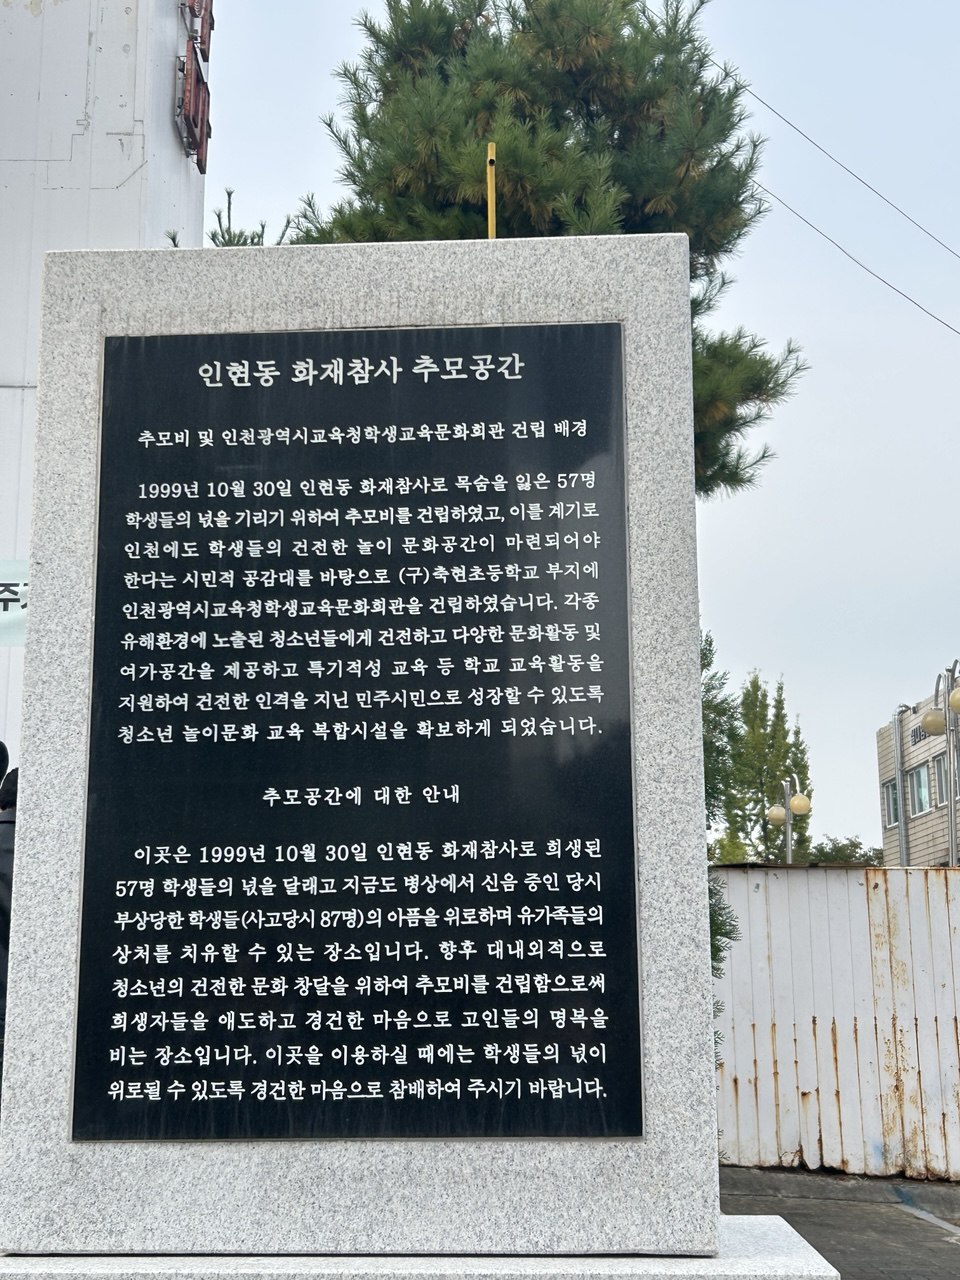 인현동 화재참사 추모공간
추모비 및 인천광역시교육청학생교육문화회관 건립 배경
1999년 10월 30일 인현동 화재참사로 목숨을 잃은 57명
학생들의 넋을 기리기 위하여 추모비를 건립하였고, 이를 계기로
인천에도 학생들의 건전한 놀이 문화공간이 마련되어야
한다는 시민적 공감대를 바탕으로 (구)축현초등학교 부지에
인천광역시교육청학생교육문화회관을 건립하였습니다. 각종
유해환경에 노출된 청소년들에게 건전하고 다양한 문화활동 및
여가공간을 제공하고 특기적성 교육 등 학교 교육활동을
지원하여 건전한 인격을 지닌 민주시민으로 성장할 수 있도록
청소년 놀이문화 교육 복합시설을 확보하게 되었습니다.
추모공간에 대한 안내
이곳은 1999년 10월 30일 인현동 화재참사로 희생된
57명 학생들의 넋을 달래고 지금도 병상에서 신음 중인 당시
부상당한 학생들(사고당시 87명)의 아픔을 위로하며 유가족들의
상처를 치유할 수 있는 장소입니다. 향후 대내외적으로
청소년의 건전한 문화 창달을 위하여 추모비를 건립함으로써
희생자들을 애도하고 경건한 마음으로 고인들의 명복을
비는 장소입니다. 이곳을 이용하실 때에는 학생들의 넋이
위로될 수 있도록 경건한 마음으로 참배하여 주시기 바랍니다.